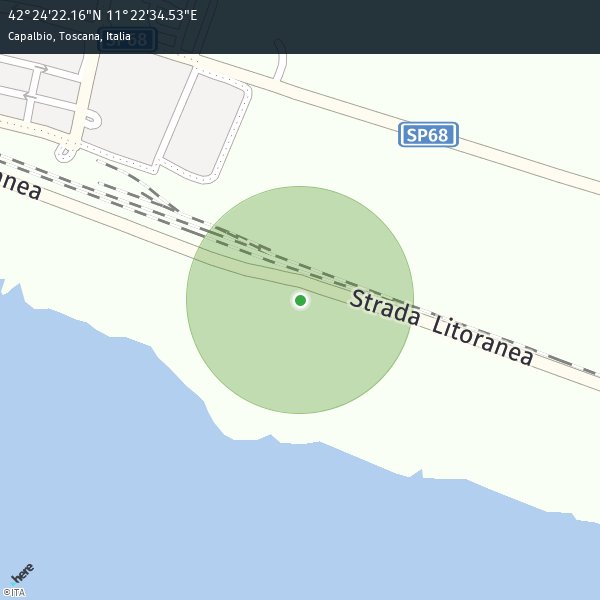 42°24'22.16"N 11°22'34.53"E
Capalbio, Toscana, Italia
SP68
SP68
anea
Strada Litoranea
here
©ITA